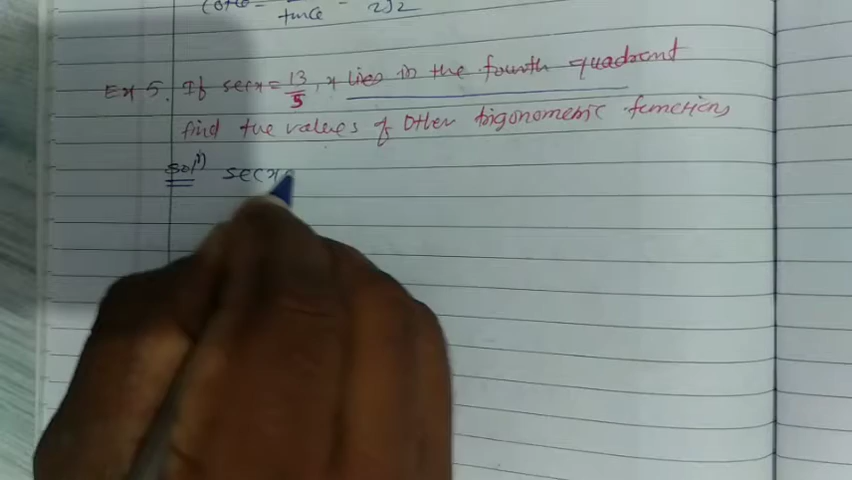 Ex 5. If secx = 13/5, x lies in the fourth quadrant
find the values of Other trigonometric functions
Sol^n) secx